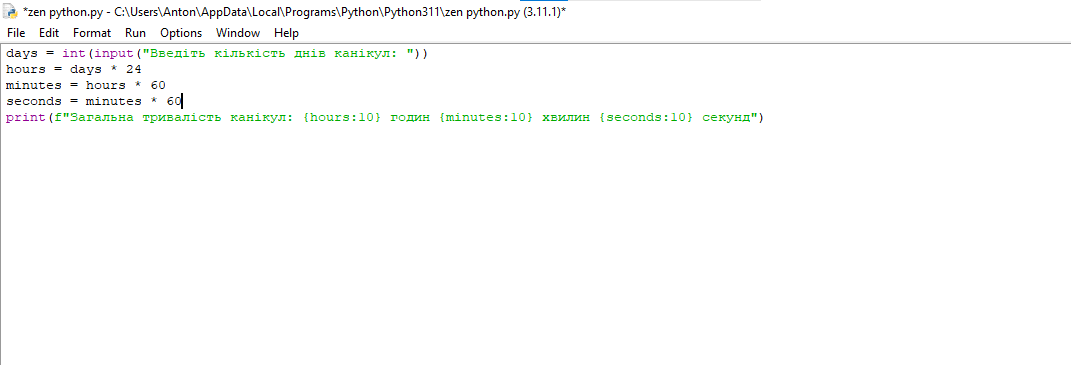 *zen python.py - C:\Users\Anton\AppData\Local\Programs\Python\Python311\zen python.py (3.11.1)*
File Edit Format Run Options Window Help
days = int(input("Введіть кількість днів канікул: "))
hours = days * 24
minutes = hours * 60
seconds = minutes * 60
print(f"Загальна тривалість канікул: {hours:10} годин {minutes:10} хвилин {seconds:10} секунд")